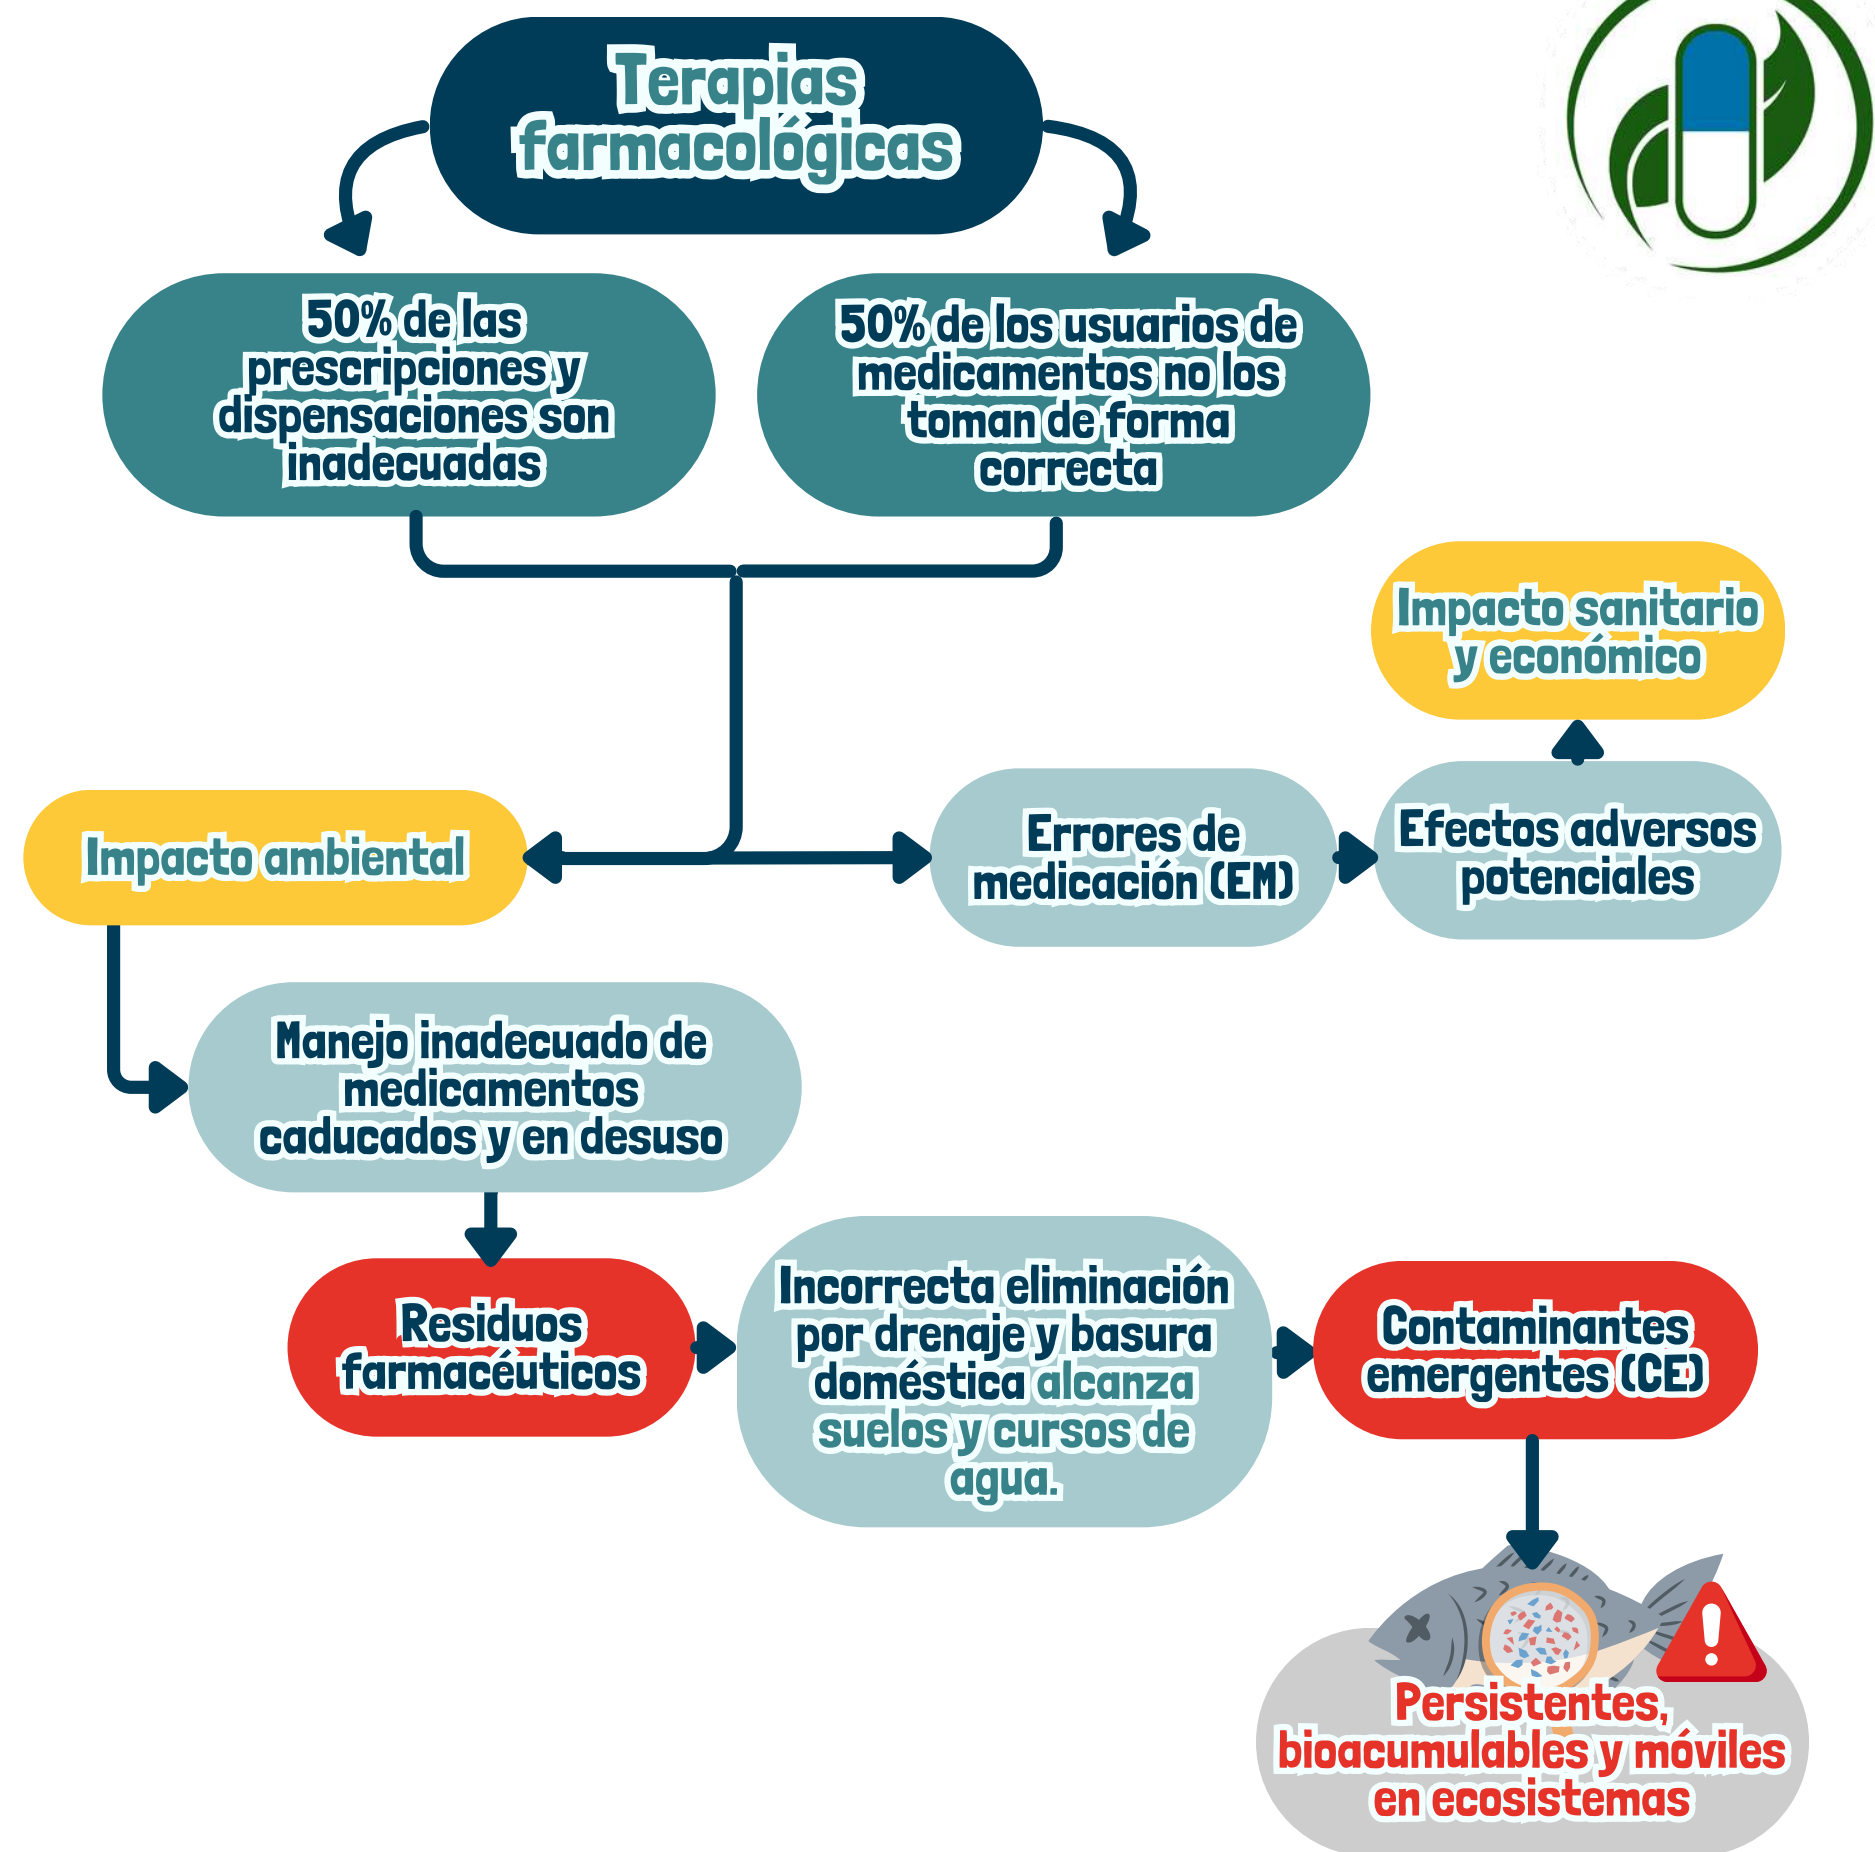 Terapias
farmacológicas
50% de las
prescripciones y
dispensaciones son
inadecuadas
50% de los usuarios de
medicamentos no los
toman de forma
correcta
Impacto sanitario
y económico
Impacto ambiental
Errores de
medicación (EM)
Efectos adversos
potenciales
Manejo inadecuado de
medicamentos
caducados y en desuso
Residuos
farmacéuticos
Incorrecta eliminación
por drenaje y basura
doméstica alcanza
suelos y cursos de
agua.
Contaminantes
emergentes (CE)
Persistentes,
bioacumulables y móviles
en ecosistemas